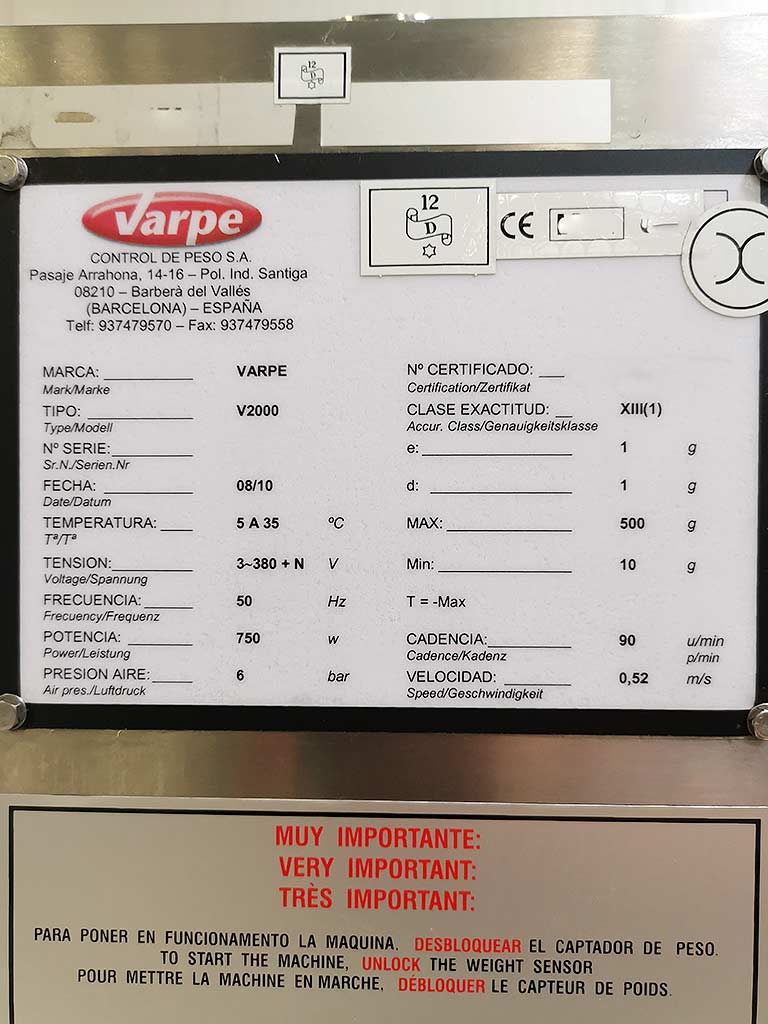 12
D
varpe
CONTROL DE PESO S.A.
Pasaje Arrahona, 14-16 – Pol. Ind. Santiga
08210 – Barberà del Vallés
(BARCELONA) – ESPAÑA
Telf: 937479570 – Fax: 937479558
12
D
CE
MARCA: VARPE
Mark/Marke
TIPO: V2000
Type/Modell
Nº SERIE:
Sr.N./Serien.Nr
FECHA: 08/10
Date/Datum
TEMPERATURA: 5 A 35 ºC
Tª/Tª
TENSION: 3~380 + N V
Voltage/Spannung
FRECUENCIA: 50 Hz
Frecuency/Frequenz
POTENCIA: 750 w
Power/Leistung
PRESION AIRE: 6 bar
Air pres./Luftdruck
Nº CERTIFICADO:
Certification/Zertifikat
CLASE EXACTITUD: XIII(1)
Accur. Class/Genauigkeitsklasse
e: 1 g
d: 1 g
MAX: 500 g
Min: 10 g
T = -Max
CADENCIA: 90 u/min
Cadence/Kadenz p/min
VELOCIDAD: 0,52 m/s
Speed/Geschwindigkeit
MUY IMPORTANTE:
VERY IMPORTANT:
TRÈS IMPORTANT:
PARA PONER EN FUNCIONAMENTO LA MAQUINA. DESBLOQUEAR EL CAPTADOR DE PESO.
TO START THE MACHINE, UNLOCK THE WEIGHT SENSOR
POUR METTRE LA MACHINE EN MARCHE, DÉBLOQUER LE CAPTEUR DE POIDS.